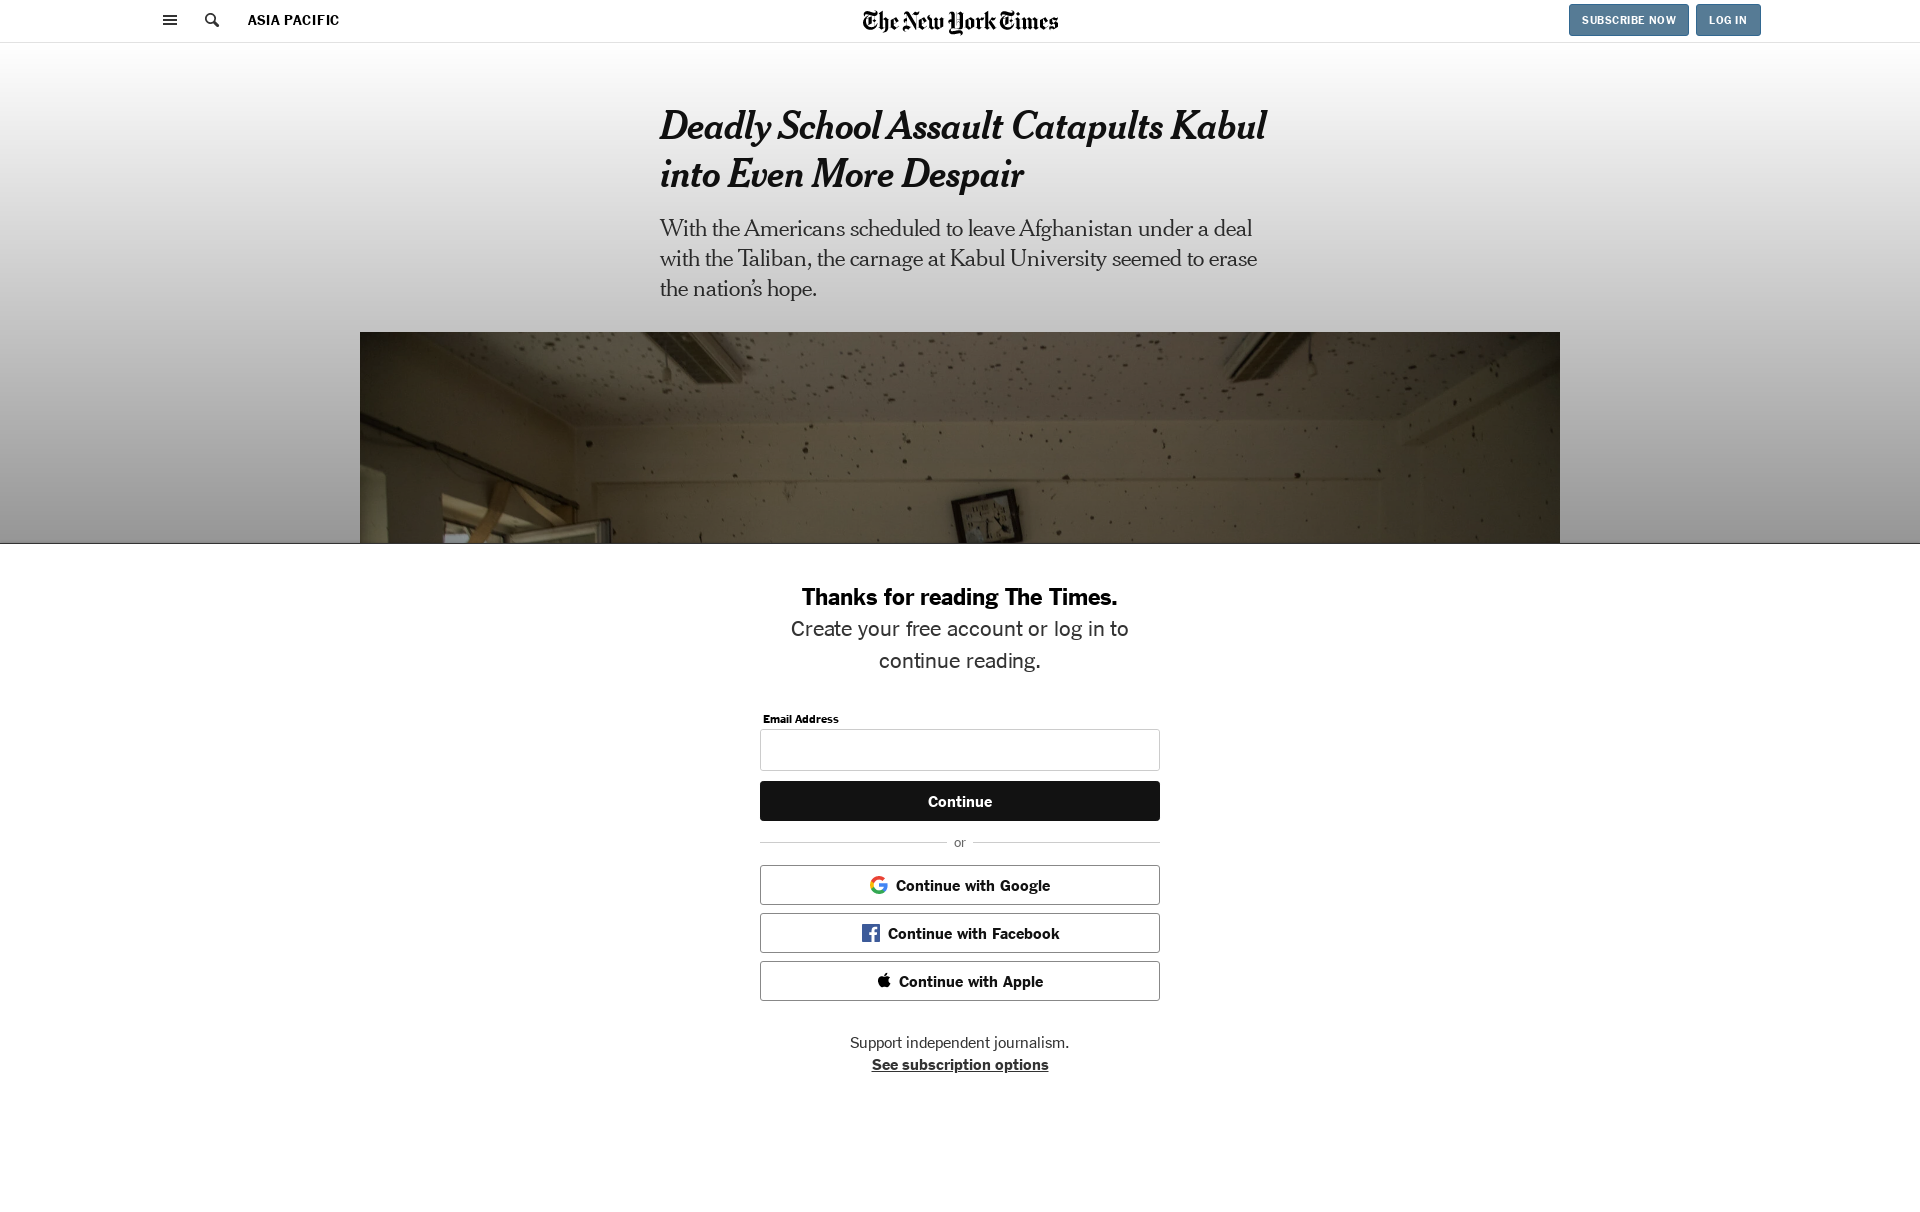 ASIA PACIFIC
The New York Times
SUBSCRIBE NOW
LOG IN
Deadly School Assault Catapults Kabul
into Even More Despair
With the Americans scheduled to leave Afghanistan under a deal
with the Taliban, the carnage at Kabul University seemed to erase
the nation’s hope.
Thanks for reading The Times.
Create your free account or log in to
continue reading.
Email Address
Continue
or
Continue with Google
Continue with Facebook
Continue with Apple
Support independent journalism.
See subscription options